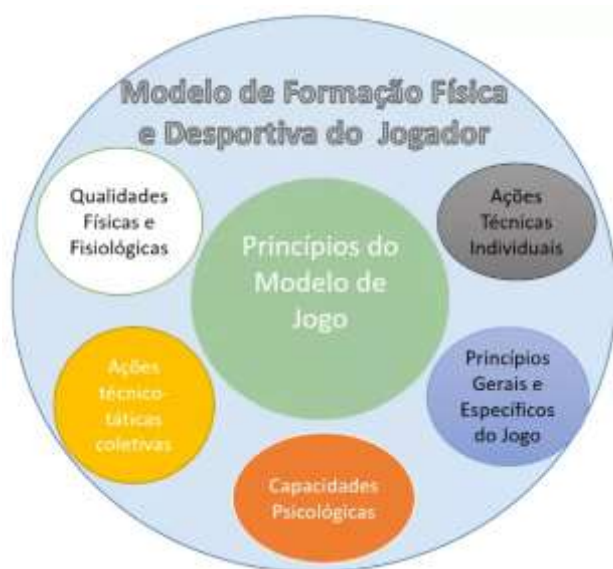 Modelo de Formação Física
e Desportiva do Jogador
Qualidades
Físicas e
Fisiológicas
Princípios do
Modelo de
Jogo
Ações
Técnicas
Individuais
Ações
técnico-
táticas
coletivas
Princípios
Gerais e
Específicos
do Jogo
Capacidades
Psicológicas